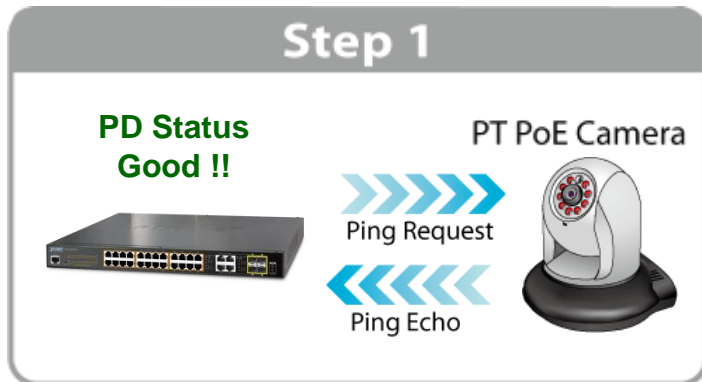 Step 1
PD Status
Good !!
PT PoE Camera
Ping Request
Ping Echo